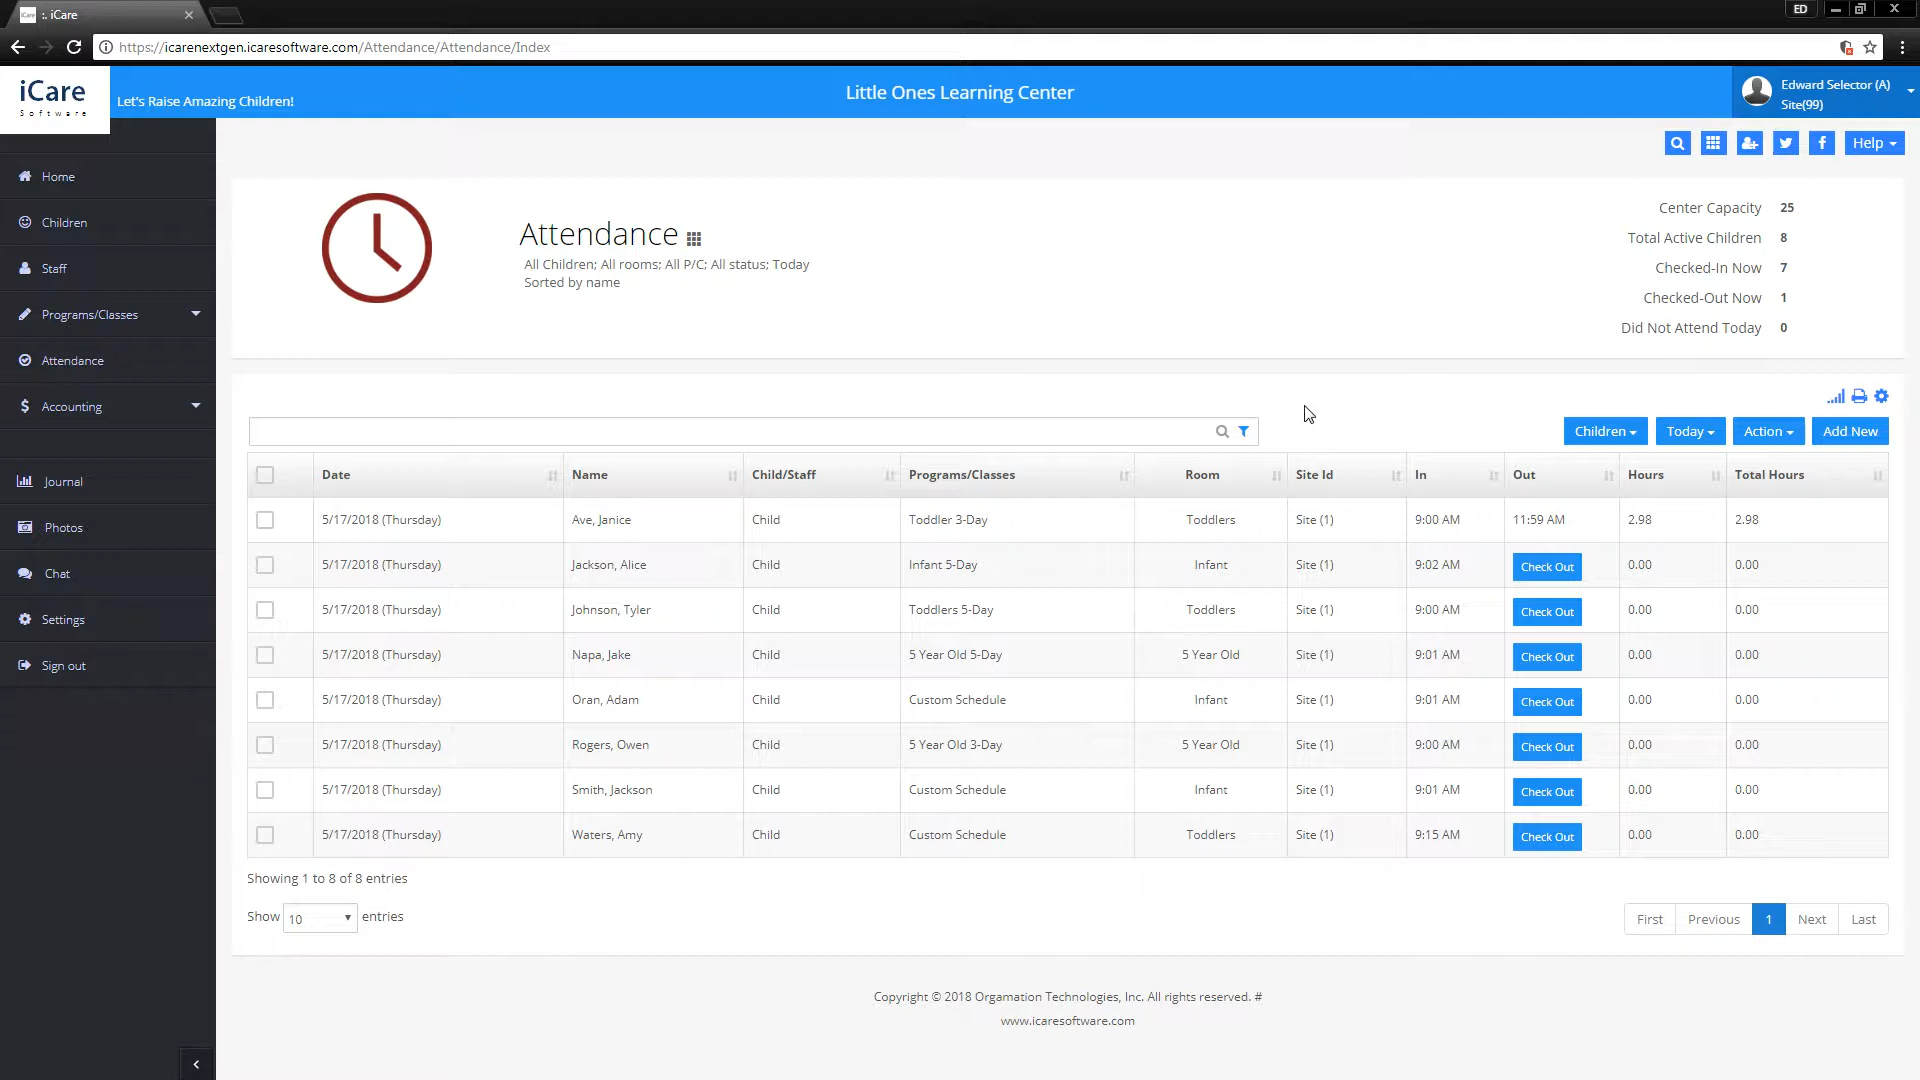 :. iCare
ED
https://icarenextgen.icaresoftware.com/Attendance/Attendance/Index
iCare
Software
Let's Raise Amazing Children!
Little Ones Learning Center
Edward Selector (A)
Site(99)
Help
Home
Children
Staff
Programs/Classes
Attendance
Accounting
Journal
Photos
Chat
Settings
Sign out
Attendance
All Children; All rooms; All P/C; All status; Today
Sorted by name
Center Capacity 25
Total Active Children 8
Checked-In Now 7
Checked-Out Now 1
Did Not Attend Today 0
Children Today Action Add New
Date Name Child/Staff Programs/Classes Room Site Id In Out Hours Total Hours
5/17/2018 (Thursday) Ave, Janice Child Toddler 3-Day Toddlers Site (1) 9:00 AM 11:59 AM 2.98 2.98
5/17/2018 (Thursday) Jackson, Alice Child Infant 5-Day Infant Site (1) 9:02 AM Check Out 0.00 0.00
5/17/2018 (Thursday) Johnson, Tyler Child Toddlers 5-Day Toddlers Site (1) 9:00 AM Check Out 0.00 0.00
5/17/2018 (Thursday) Napa, Jake Child 5 Year Old 5-Day 5 Year Old Site (1) 9:01 AM Check Out 0.00 0.00
5/17/2018 (Thursday) Oran, Adam Child Custom Schedule Infant Site (1) 9:01 AM Check Out 0.00 0.00
5/17/2018 (Thursday) Rogers, Owen Child 5 Year Old 3-Day 5 Year Old Site (1) 9:00 AM Check Out 0.00 0.00
5/17/2018 (Thursday) Smith, Jackson Child Custom Schedule Infant Site (1) 9:01 AM Check Out 0.00 0.00
5/17/2018 (Thursday) Waters, Amy Child Custom Schedule Toddlers Site (1) 9:15 AM Check Out 0.00 0.00
Showing 1 to 8 of 8 entries
Show 10 entries
First Previous 1 Next Last
Copyright © 2018 Orgamation Technologies, Inc. All rights reserved. #
www.icaresoftware.com